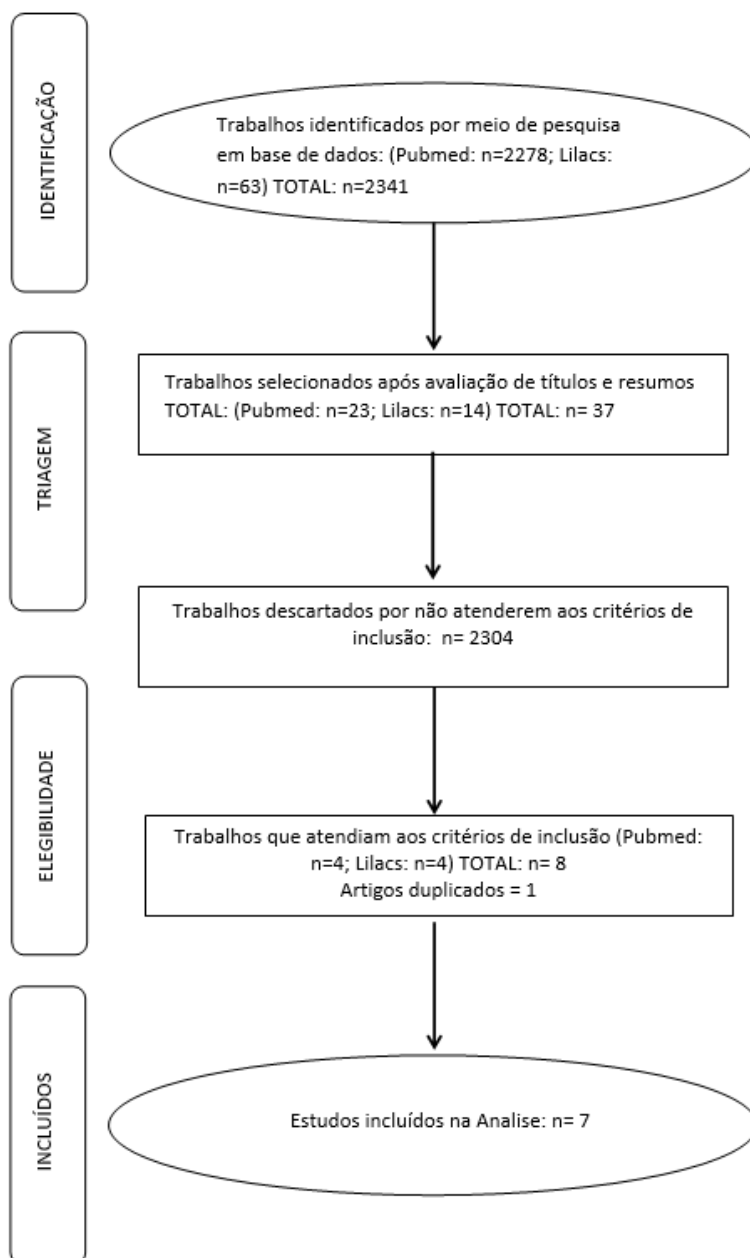 IDENTIFICAÇÃO
Trabalhos identificados por meio de pesquisa
em base de dados: (Pubmed: n=2278; Lilacs:
n=63) TOTAL: n=2341
TRIAGEM
Trabalhos selecionados após avaliação de títulos e resumos
TOTAL: (Pubmed: n=23; Lilacs: n=14) TOTAL: n= 37
Trabalhos descartados por não atenderem aos critérios de
inclusão:  n= 2304
ELEGIBILIDADE
Trabalhos que atendiam aos critérios de inclusão (Pubmed:
n=4; Lilacs: n=4) TOTAL: n= 8
Artigos duplicados = 1
INCLUÍDOS
Estudos incluídos na Analise: n= 7